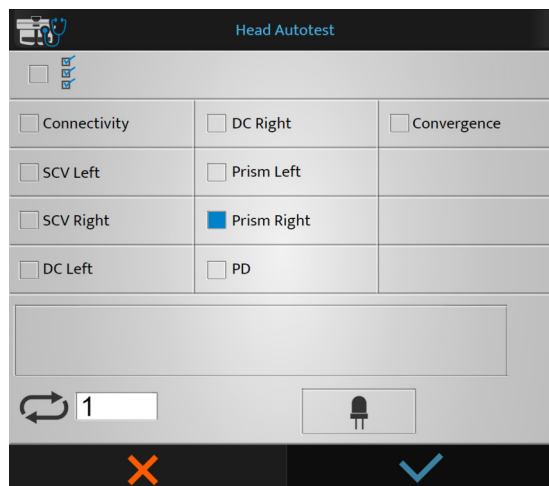 Head Autotest
Connectivity
DC Right
Convergence
SCV Left
Prism Left
SCV Right
Prism Right
DC Left
PD
1